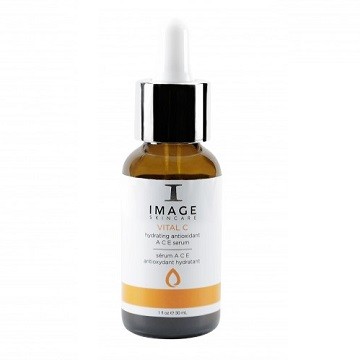 IMAGE
SKINCARE
VITAL C
hydrating antioxidant
A C E serum
sérum A C E
antioxydant hydratant
1 fl oz | 30 mL